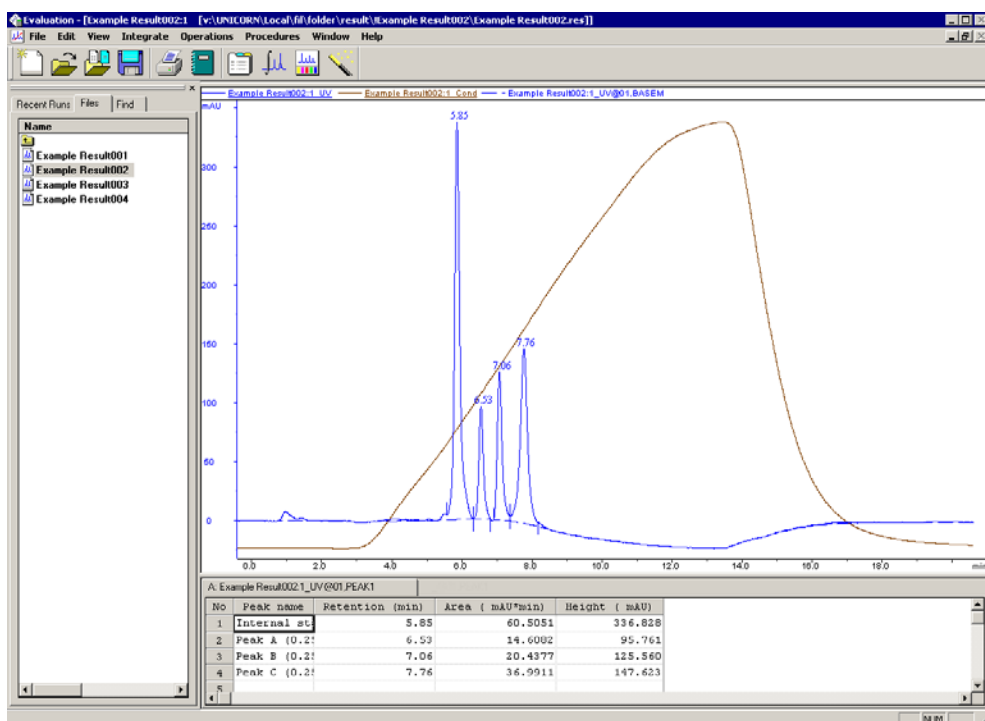 Evaluation - [Example Result002:1 [v:\UNICORN\Local\fil\folder\result\!Example Result002\Example Result002.res]]
File Edit View Integrate Operations Procedures Window Help
Recent Runs Files Find
Name
Example Result001
Example Result002
Example Result003
Example Result004
Example Result002:1_UV Example Result002:1_Cond Example Result002:1_UV@01.BASEM
mAU
5.85
300
250
200
150
7.76
7.06
100
6.53
50
0
0.0 2.0 4.0 6.0 8.0 10.0 12.0 14.0 16.0 18.0 min
A: Example Result002:1_UV@01.PEAK1
No Peak name Retention (min) Area ( mAU*min) Height ( mAU)
1 Internal st 5.85 60.5051 336.828
2 Peak A (0.25 6.53 14.6082 95.761
3 Peak B (0.25 7.06 20.4377 125.560
4 Peak C (0.25 7.76 36.9911 147.623
5
NUM